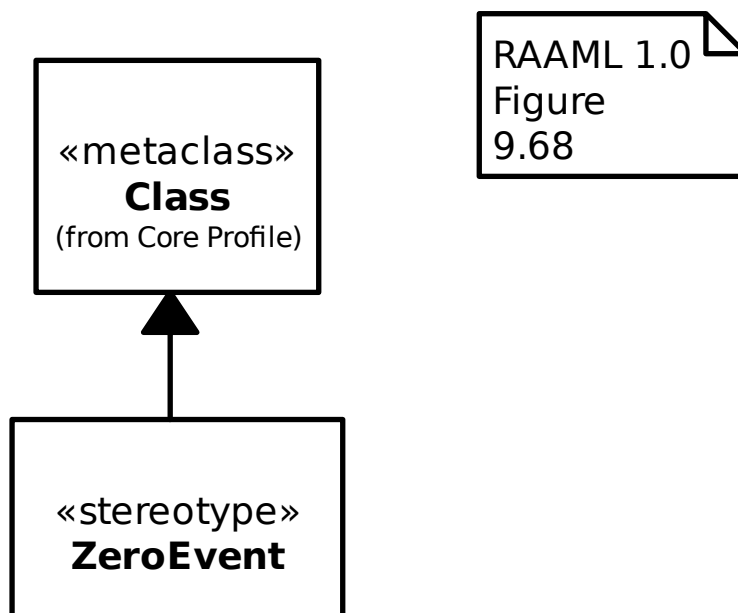 «metaclass»
Class
(from Core Profile)
RAAML 1.0
Figure
9.68
«stereotype»
ZeroEvent